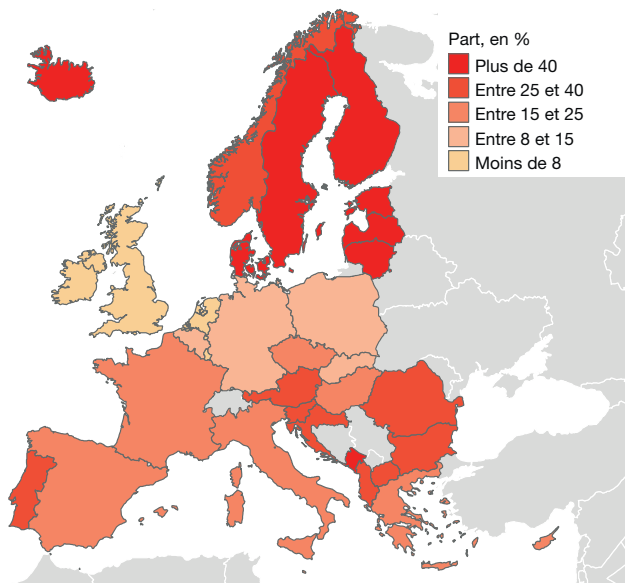 Part, en %
Plus de 40
Entre 25 et 40
Entre 15 et 25
Entre 8 et 15
Moins de 8